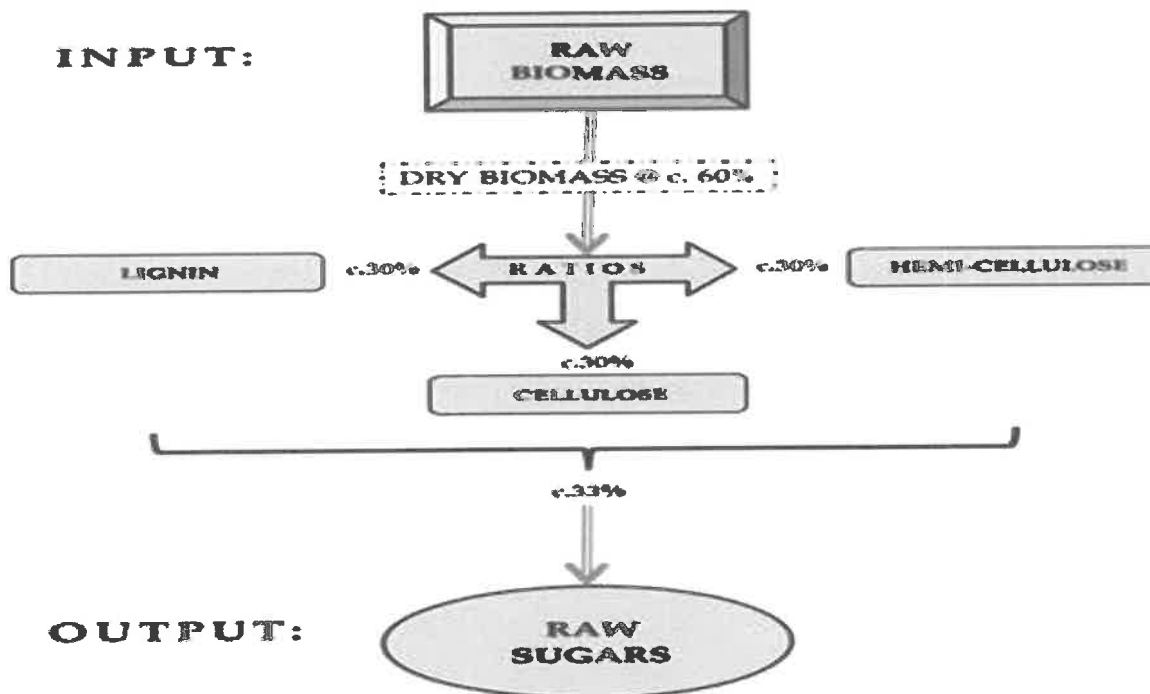 INPUT:
RAW
BIOMASS
DRY BIOMASS @ c. 60%
LIGNIN
c.30%
RATIOS
c.30%
HEMI-CELLULOSE
c.30%
CELLULOSE
c.33%
OUTPUT:
RAW
SUGARS